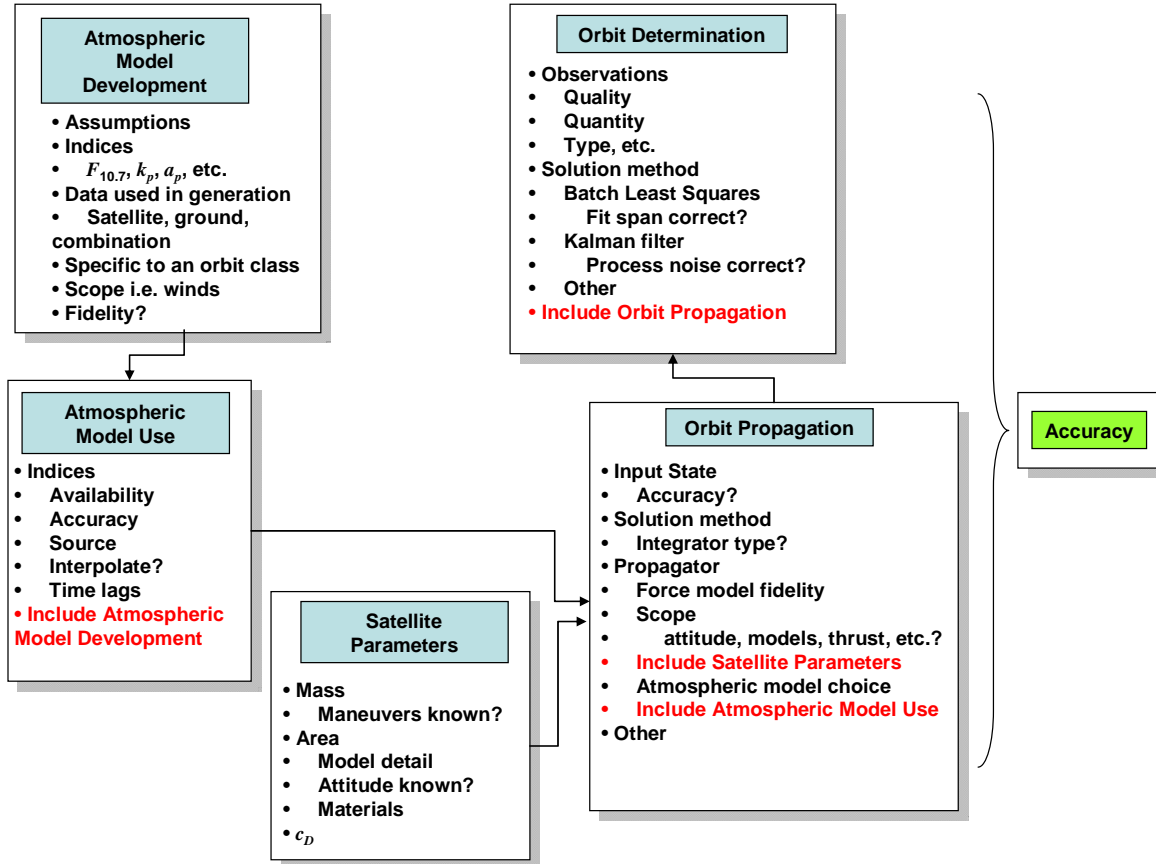 Atmospheric
Model
Development
• Assumptions
• Indices
• F10.7, kp, ap, etc.
• Data used in generation
• Satellite, ground,
combination
• Specific to an orbit class
• Scope i.e. winds
• Fidelity?
Orbit Determination
• Observations
• Quality
• Quantity
• Type, etc.
• Solution method
• Batch Least Squares
• Fit span correct?
• Kalman filter
• Process noise correct?
• Other
• Include Orbit Propagation
Atmospheric
Model Use
• Indices
• Availability
• Accuracy
• Source
• Interpolate?
• Time lags
• Include Atmospheric
Model Development
Satellite
Parameters
• Mass
• Maneuvers known?
• Area
• Model detail
• Attitude known?
• Materials
• cD
Orbit Propagation
• Input State
• Accuracy?
• Solution method
• Integrator type?
• Propagator
• Force model fidelity
• Scope
• attitude, models, thrust, etc.?
• Include Satellite Parameters
• Atmospheric model choice
• Include Atmospheric Model Use
• Other
Accuracy